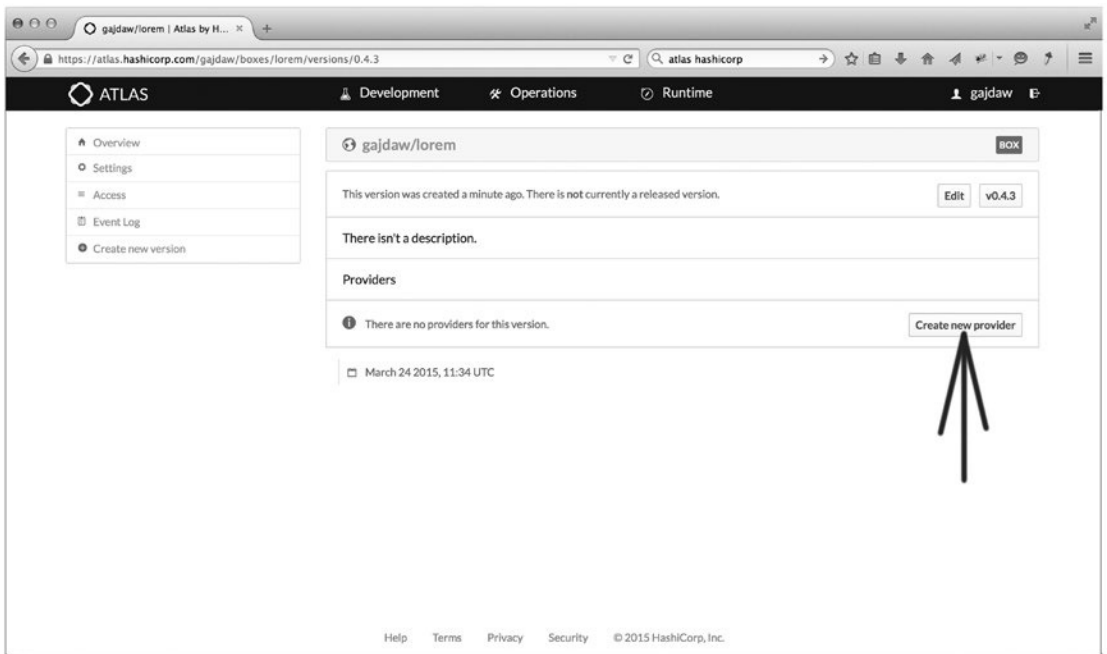 gajdaw/lorem | Atlas by H...
https://atlas.hashicorp.com/gajdaw/boxes/lorem/versions/0.4.3
atlas hashicorp
ATLAS
Development
Operations
Runtime
gajdaw
Overview
Settings
Access
Event Log
Create new version
gajdaw/lorem
BOX
This version was created a minute ago. There is not currently a released version.
Edit
v0.4.3
There isn't a description.
Providers
There are no providers for this version.
Create new provider
March 24 2015, 11:34 UTC
Help Terms Privacy Security © 2015 HashiCorp, Inc.